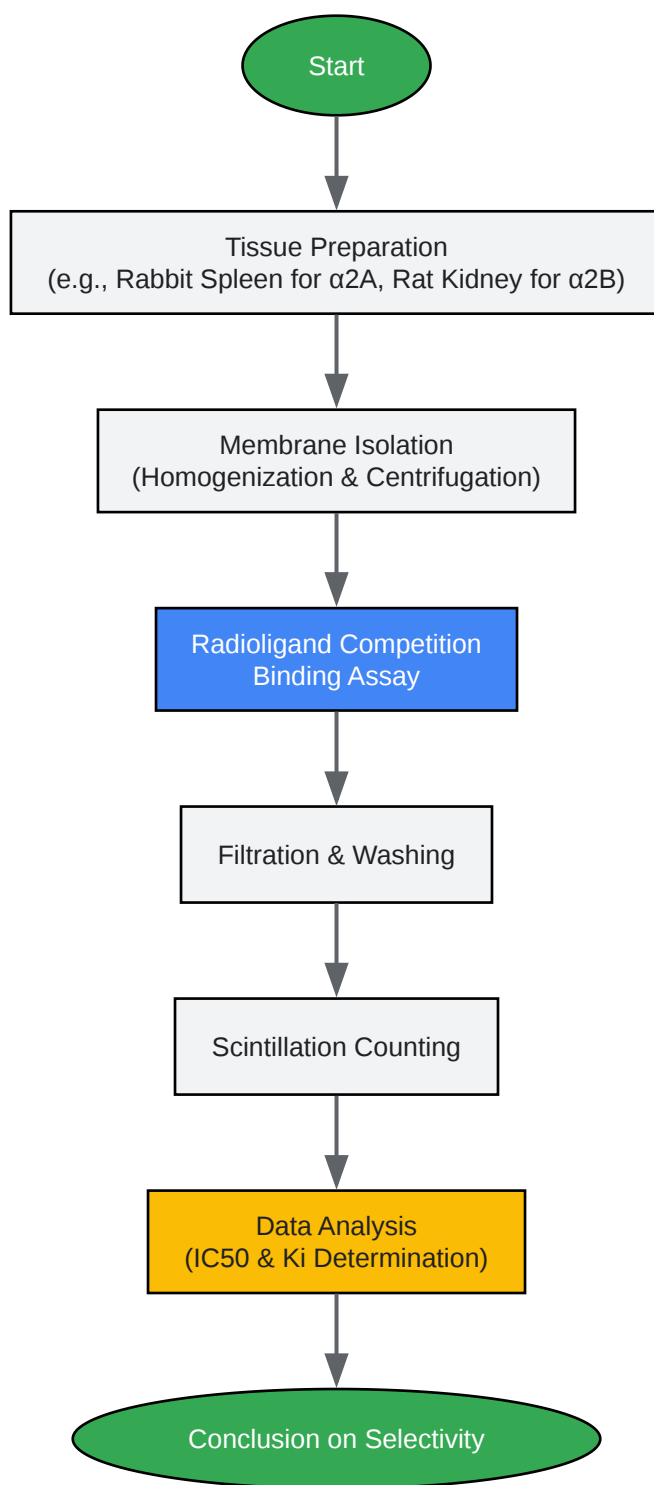 Start
Tissue Preparation
(e.g., Rabbit Spleen for α2A, Rat Kidney for α2B)
Membrane Isolation
(Homogenization & Centrifugation)
Radioligand Competition
Binding Assay
Filtration & Washing
Scintillation Counting
Data Analysis
(IC50 & Ki Determination)
Conclusion on Selectivity